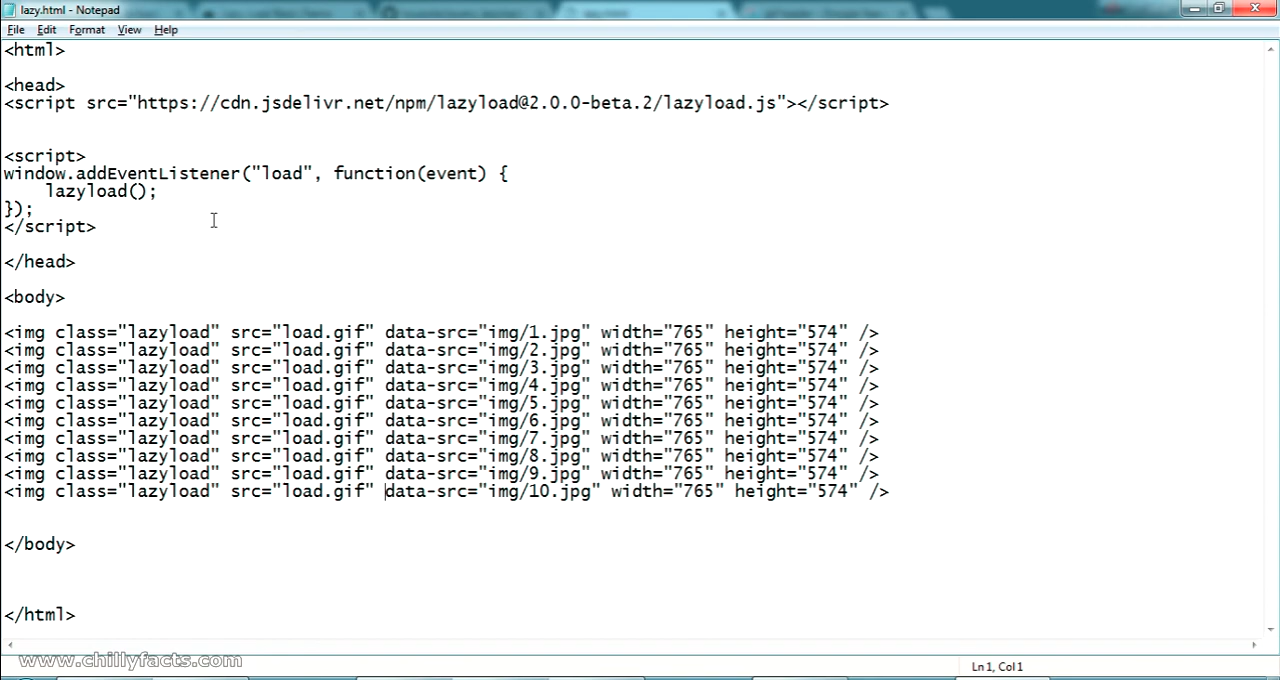 lazy.html - Notepad
File Edit Format View Help
<html>
<head>
<script src="https://cdn.jsdelivr.net/npm/lazyload@2.0.0-beta.2/lazyload.js"></script>
<script>
window.addEventListener("load", function(event) {
    lazyload();
});
</script>
</head>
<body>
<img class="lazyload" src="load.gif" data-src="img/1.jpg" width="765" height="574" />
<img class="lazyload" src="load.gif" data-src="img/2.jpg" width="765" height="574" />
<img class="lazyload" src="load.gif" data-src="img/3.jpg" width="765" height="574" />
<img class="lazyload" src="load.gif" data-src="img/4.jpg" width="765" height="574" />
<img class="lazyload" src="load.gif" data-src="img/5.jpg" width="765" height="574" />
<img class="lazyload" src="load.gif" data-src="img/6.jpg" width="765" height="574" />
<img class="lazyload" src="load.gif" data-src="img/7.jpg" width="765" height="574" />
<img class="lazyload" src="load.gif" data-src="img/8.jpg" width="765" height="574" />
<img class="lazyload" src="load.gif" data-src="img/9.jpg" width="765" height="574" />
<img class="lazyload" src="load.gif" data-src="img/10.jpg" width="765" height="574" />
</body>
</html>
www.chillyfacts.com
Ln 1, Col 1